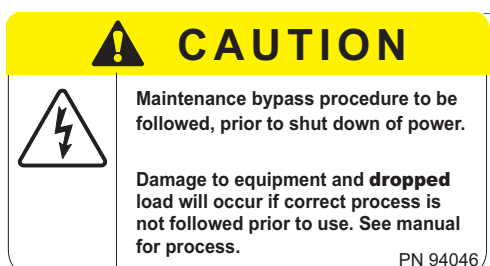 CAUTION
Maintenance bypass procedure to be
followed, prior to shut down of power.
Damage to equipment and dropped
load will occur if correct process is
not followed prior to use. See manual
for process.
PN 94046